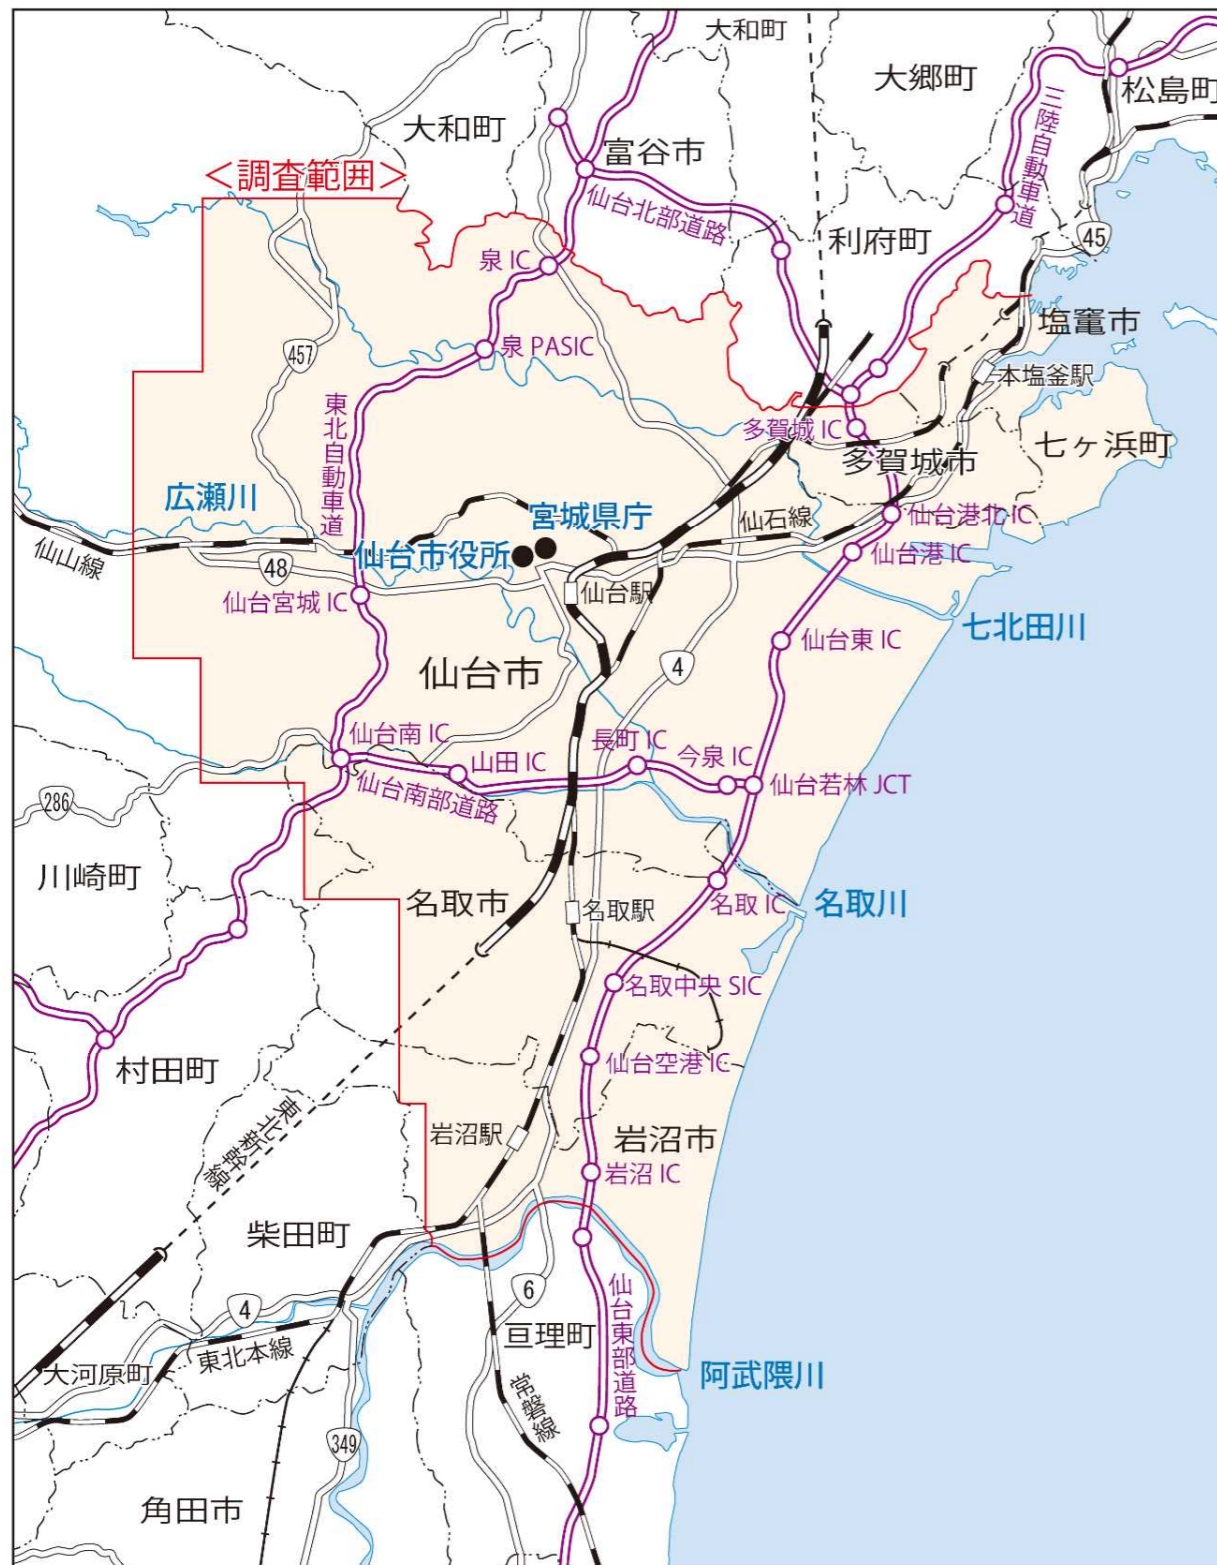 大和町
大郷町
松島町
大和町
富谷市
三陸自動車道
＜調査範囲＞
仙台北部道路
利府町
45
泉 IC
塩竈市
457
泉 PASIC
本塩釜駅
東北自動車道
多賀城 IC
七ヶ浜町
多賀城市
広瀬川
宮城県庁
仙石線
仙台港北 IC
仙山線
仙台市役所
仙台港 IC
48
仙台宮城 IC
仙台駅
七北田川
仙台東 IC
仙台市
4
仙台南 IC
長町 IC
今泉 IC
山田 IC
仙台若林 JCT
仙台南部道路
286
川崎町
名取市
名取駅
名取 IC
名取川
名取中央 SIC
仙台空港 IC
村田町
東北新幹線
岩沼駅
岩沼市
岩沼 IC
柴田町
6
仙台東部道路
4
亘理町
東北本線
大河原町
阿武隈川
常磐線
349
角田市